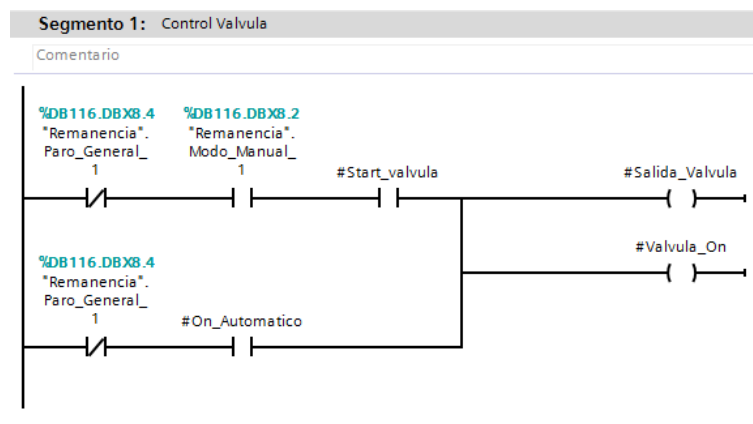 Segmento 1: Control Valvula
Comentario
%DB116.DBX8.4 %DB116.DBX8.2
"Remanencia". "Remanencia".
Paro_General_ Modo_Manual_
1 1 #Start_valvula #Salida_Valvula
#Valvula_On
%DB116.DBX8.4
"Remanencia".
Paro_General_
1 #On_Automatico